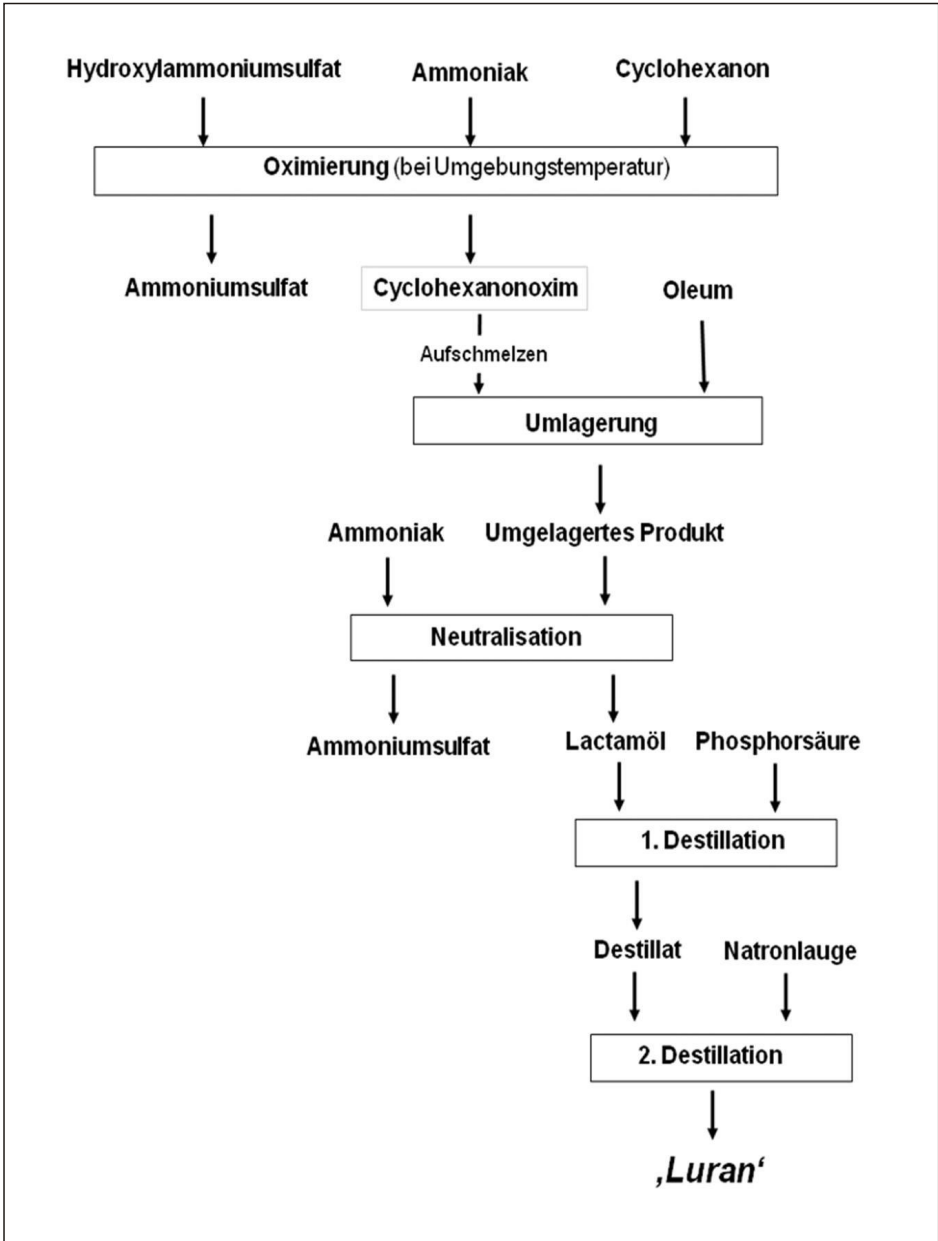 Hydroxylammoniumsulfat Ammoniak Cyclohexanon
Oximierung (bei Umgebungstemperatur)
Ammoniumsulfat Cyclohexanonoxim Oleum
Aufschmelzen
Umlagerung
Ammoniak Umgelagertes Produkt
Neutralisation
Ammoniumsulfat Lactamöl Phosphorsäure
1. Destillation
Destillat Natronlauge
2. Destillation
‚Luran‘